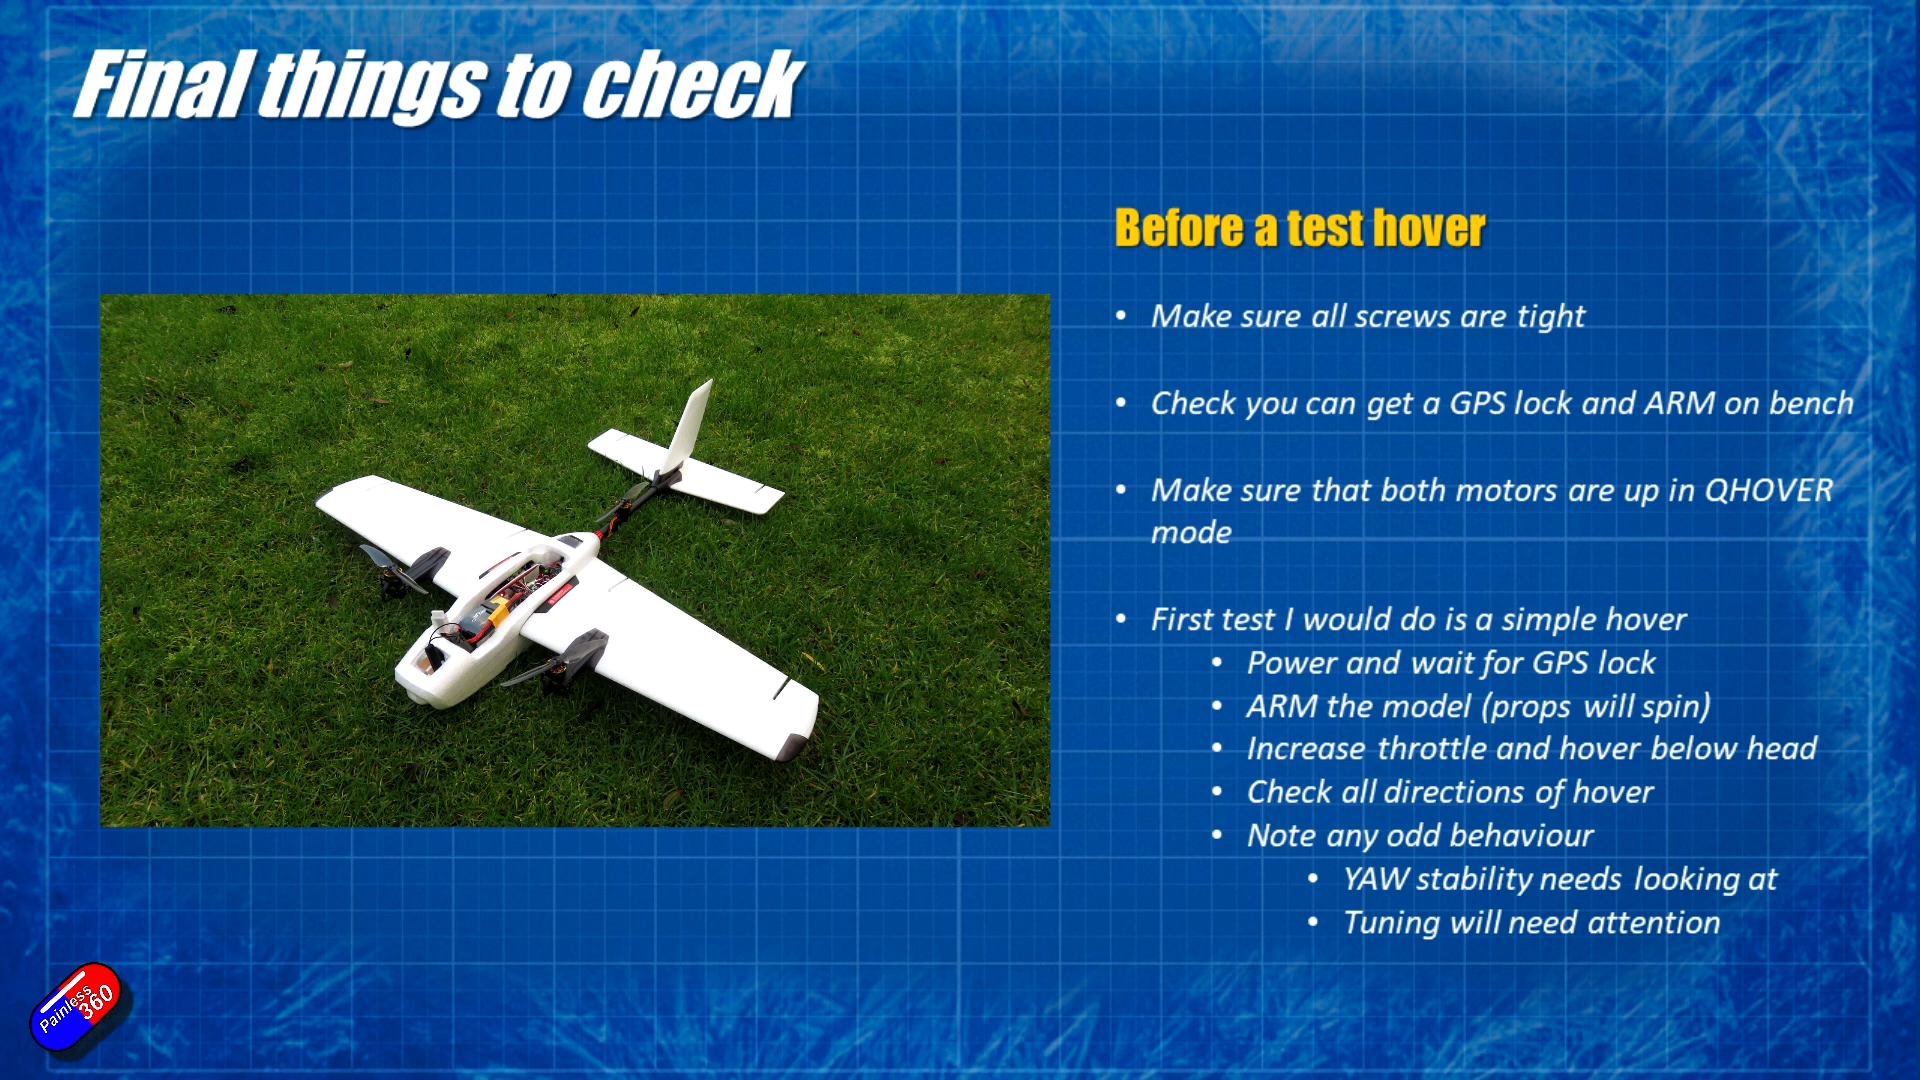 Final things to check
Before a test hover
• Make sure all screws are tight
• Check you can get a GPS lock and ARM on bench
• Make sure that both motors are up in QHOVER
mode
• First test I would do is a simple hover
• Power and wait for GPS lock
• ARM the model (props will spin)
• Increase throttle and hover below head
• Check all directions of hover
• Note any odd behaviour
• YAW stability needs looking at
• Tuning will need attention
Painless
360